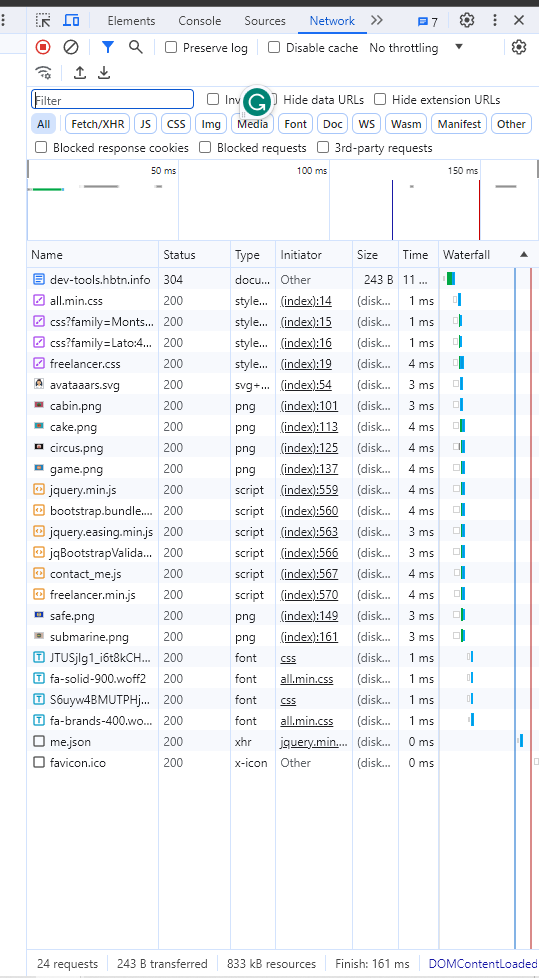 Elements Console Sources Network 7
Preserve log Disable cache No throttling
Filter Inv Hide data URLs Hide extension URLs
All Fetch/XHR JS CSS Img Media Font Doc WS Wasm Manifest Other
Blocked response cookies Blocked requests 3rd-party requests
50 ms 100 ms 150 ms
Name Status Type Initiator Size Time Waterfall
dev-tools.hbtn.info 304 docu... Other 243 B 11 ...
all.min.css 200 style... (index):14 (disk... 1 ms
css?family=Monts... 200 style... (index):15 (disk... 1 ms
css?family=Lato:4... 200 style... (index):16 (disk... 1 ms
freelancer.css 200 style... (index):19 (disk... 4 ms
avataaars.svg 200 svg+... (index):54 (disk... 3 ms
cabin.png 200 png (index):101 (disk... 3 ms
cake.png 200 png (index):113 (disk... 4 ms
circus.png 200 png (index):125 (disk... 4 ms
game.png 200 png (index):137 (disk... 4 ms
jquery.min.js 200 script (index):559 (disk... 4 ms
bootstrap.bundle.... 200 script (index):560 (disk... 4 ms
jquery.easing.min.js 200 script (index):563 (disk... 3 ms
jqBootstrapValida... 200 script (index):566 (disk... 3 ms
contact_me.js 200 script (index):567 (disk... 4 ms
freelancer.min.js 200 script (index):570 (disk... 4 ms
safe.png 200 png (index):149 (disk... 3 ms
submarine.png 200 png (index):161 (disk... 3 ms
JTUSjIg1_i6t8kCH... 200 font css (disk... 1 ms
fa-solid-900.woff2 200 font all.min.css (disk... 1 ms
S6uyw4BMUTPHj... 200 font css (disk... 1 ms
fa-brands-400.wo... 200 font all.min.css (disk... 1 ms
me.json 200 xhr jquery.min.... (disk... 0 ms
favicon.ico 200 x-icon Other (disk... 0 ms
24 requests 243 B transferred 833 kB resources Finish: 161 ms DOMContentLoaded